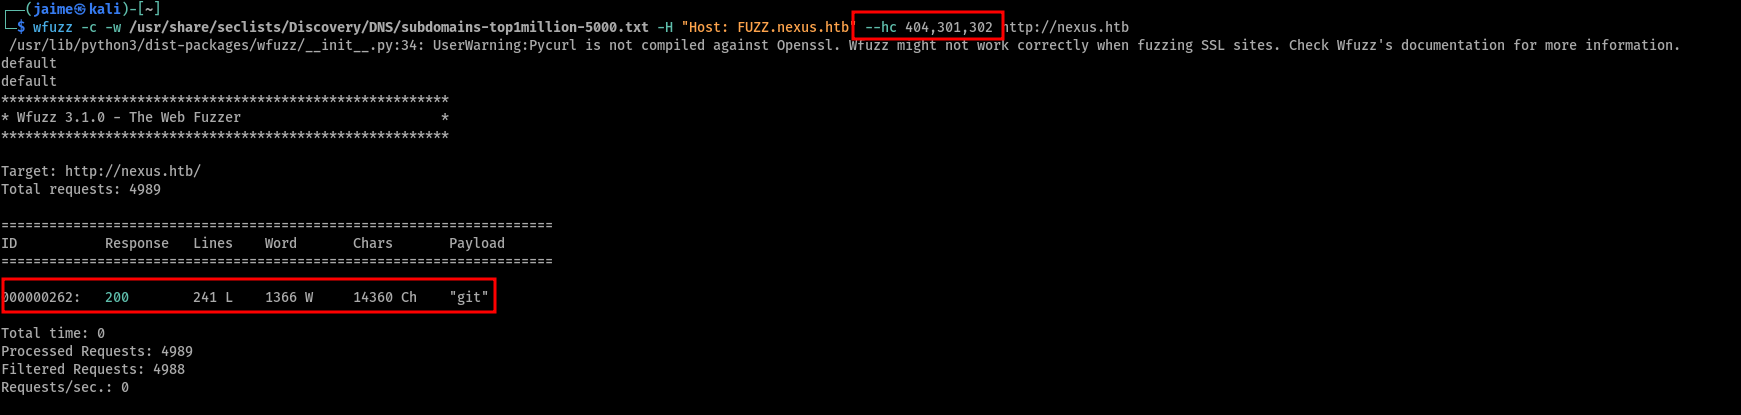 ┌──(jaime㉿kali)-[~]
└─$ wfuzz -c -w /usr/share/seclists/Discovery/DNS/subdomains-top1million-5000.txt -H "Host: FUZZ.nexus.htb" --hc 404,301,302 http://nexus.htb
/usr/lib/python3/dist-packages/wfuzz/__init__.py:34: UserWarning:Pycurl is not compiled against Openssl. Wfuzz might not work correctly when fuzzing SSL sites. Check Wfuzz's documentation for more information.
default
default
********************************************************
* Wfuzz 3.1.0 - The Web Fuzzer                         *
********************************************************
Target: http://nexus.htb/
Total requests: 4989
=====================================================================
ID           Response   Lines    Word       Chars       Payload
=====================================================================
000000262:   200        241 L    1366 W     14360 Ch    "git"
Total time: 0
Processed Requests: 4989
Filtered Requests: 4988
Requests/sec.: 0